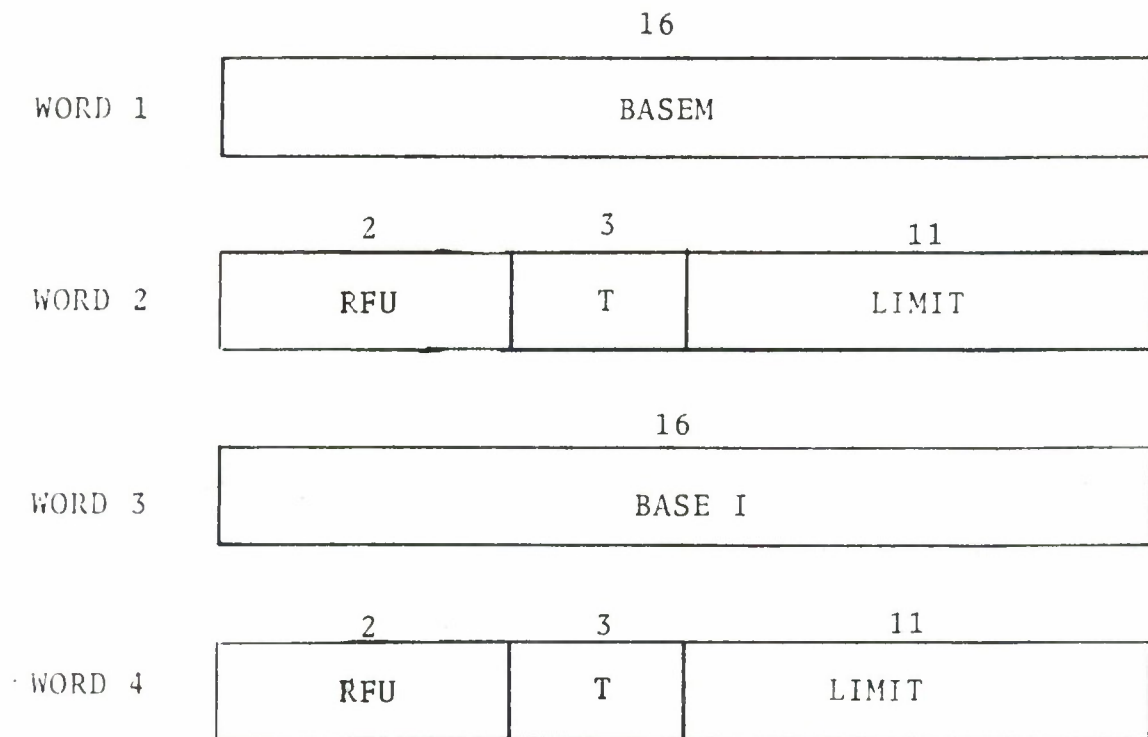 16
WORD 1 BASEM
2 3 11
WORD 2 RFU T LIMIT
16
WORD 3 BASE I
2 3 11
WORD 4 RFU T LIMIT